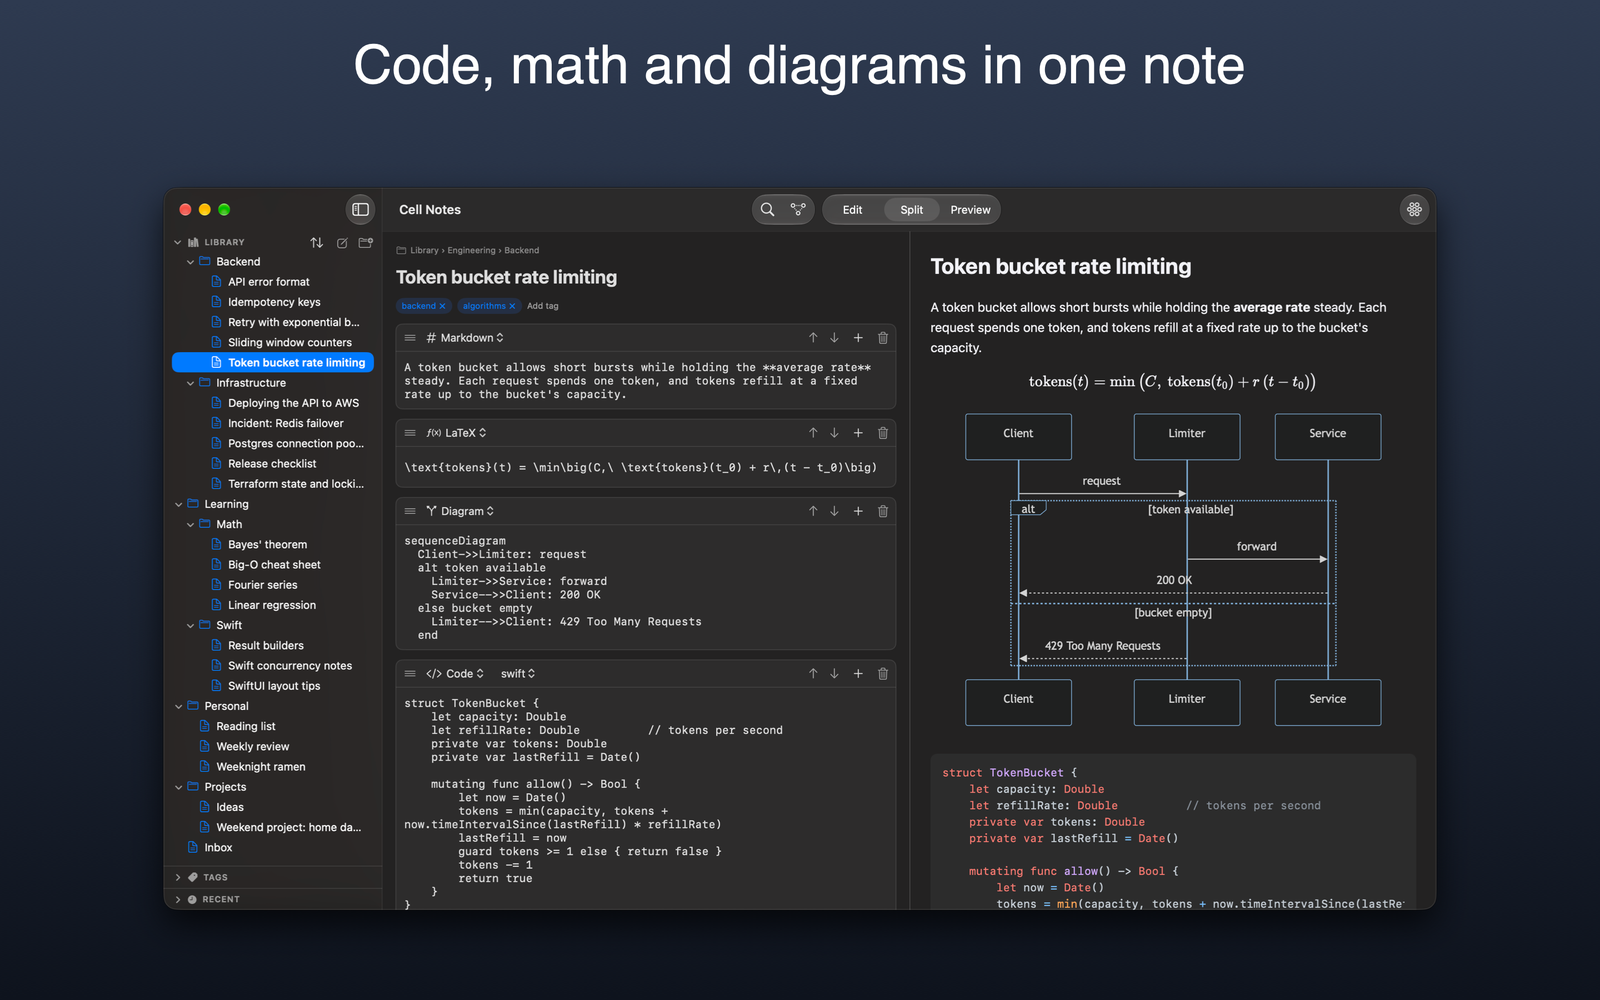 Code, math and diagrams in one note
Cell Notes
Edit
Split
Preview
LIBRARY
Backend
API error format
Idempotency keys
Retry with exponential b...
Sliding window counters
Token bucket rate limiting
Infrastructure
Deploying the API to AWS
Incident: Redis failover
Postgres connection poo...
Release checklist
Terraform state and locki...
Learning
Math
Bayes' theorem
Big-O cheat sheet
Fourier series
Linear regression
Swift
Result builders
Swift concurrency notes
SwiftUI layout tips
Personal
Reading list
Weekly review
Weeknight ramen
Projects
Ideas
Weekend project: home da...
Inbox
TAGS
RECENT
Library › Engineering › Backend
Token bucket rate limiting
backend ×
algorithms ×
Add tag
# Markdown
A token bucket allows short bursts while holding the **average rate**
steady. Each request spends one token, and tokens refill at a fixed
rate up to the bucket's capacity.
f(x) LaTeX
\text{tokens}(t) = \min\big(C,\ \text{tokens}(t_0) + r\,(t - t_0)\big)
Diagram
sequenceDiagram
  Client->>Limiter: request
  alt token available
    Limiter->>Service: forward
    Service-->>Client: 200 OK
  else bucket empty
    Limiter-->>Client: 429 Too Many Requests
  end
</> Code swift
struct TokenBucket {
    let capacity: Double
    let refillRate: Double          // tokens per second
    private var tokens: Double
    private var lastRefill = Date()
    mutating func allow() -> Bool {
        let now = Date()
        tokens = min(capacity, tokens +
now.timeIntervalSince(lastRefill) * refillRate)
        lastRefill = now
        guard tokens >= 1 else { return false }
        tokens -= 1
        return true
    }
}
Token bucket rate limiting
A token bucket allows short bursts while holding the average rate steady. Each
request spends one token, and tokens refill at a fixed rate up to the bucket's
capacity.
tokens(t) = min (C, tokens(t₀) + r (t − t₀))
Client
Limiter
Service
request
alt
[token available]
forward
200 OK
[bucket empty]
429 Too Many Requests
Client
Limiter
Service
struct TokenBucket {
    let capacity: Double
    let refillRate: Double          // tokens per second
    private var tokens: Double
    private var lastRefill = Date()
    mutating func allow() -> Bool {
        let now = Date()
        tokens = min(capacity, tokens + now.timeIntervalSince(lastRe